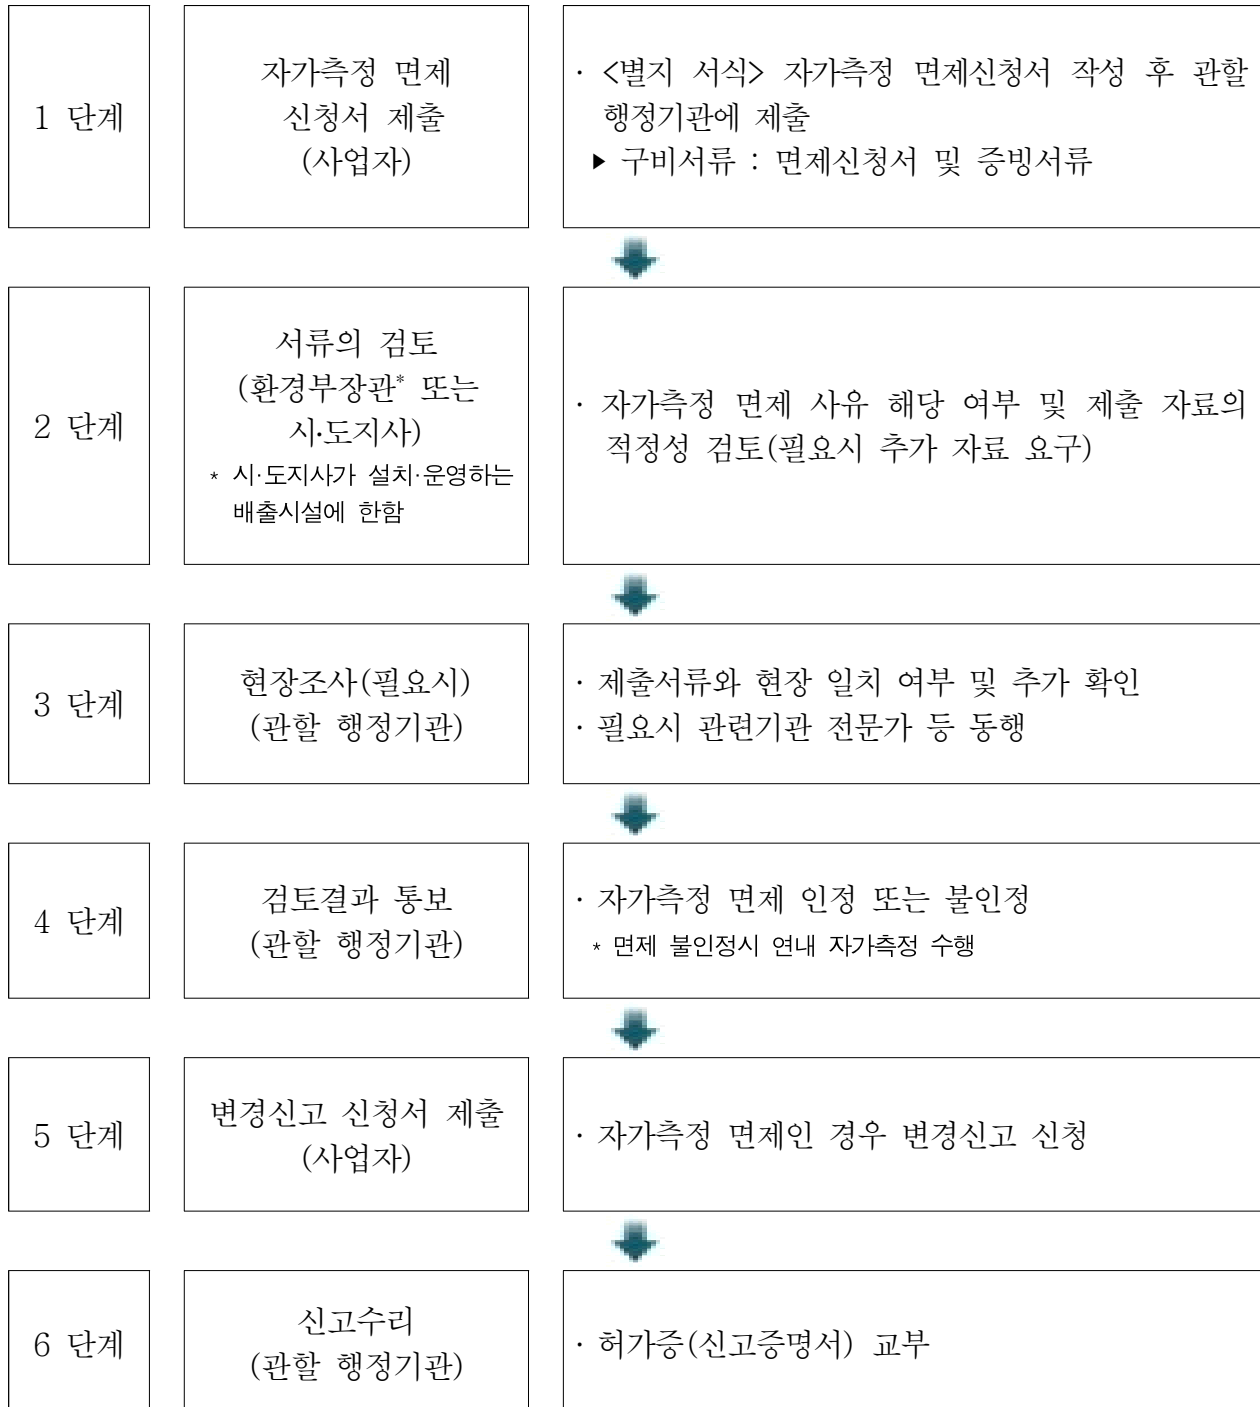 1 단계
자가측정 면제
신청서 제출
(사업자)
· <별지 서식> 자가측정 면제신청서 작성 후 관할
행정기관에 제출
▶ 구비서류 : 면제신청서 및 증빙서류
2 단계
서류의 검토
(환경부장관* 또는
시·도지사)
* 시·도지사가 설치·운영하는
배출시설에 한함
· 자가측정 면제 사유 해당 여부 및 제출 자료의
적정성 검토(필요시 추가 자료 요구)
3 단계
현장조사(필요시)
(관할 행정기관)
· 제출서류와 현장 일치 여부 및 추가 확인
· 필요시 관련기관 전문가 등 동행
4 단계
검토결과 통보
(관할 행정기관)
· 자가측정 면제 인정 또는 불인정
* 면제 불인정시 연내 자가측정 수행
5 단계
변경신고 신청서 제출
(사업자)
· 자가측정 면제인 경우 변경신고 신청
6 단계
신고수리
(관할 행정기관)
· 허가증(신고증명서) 교부